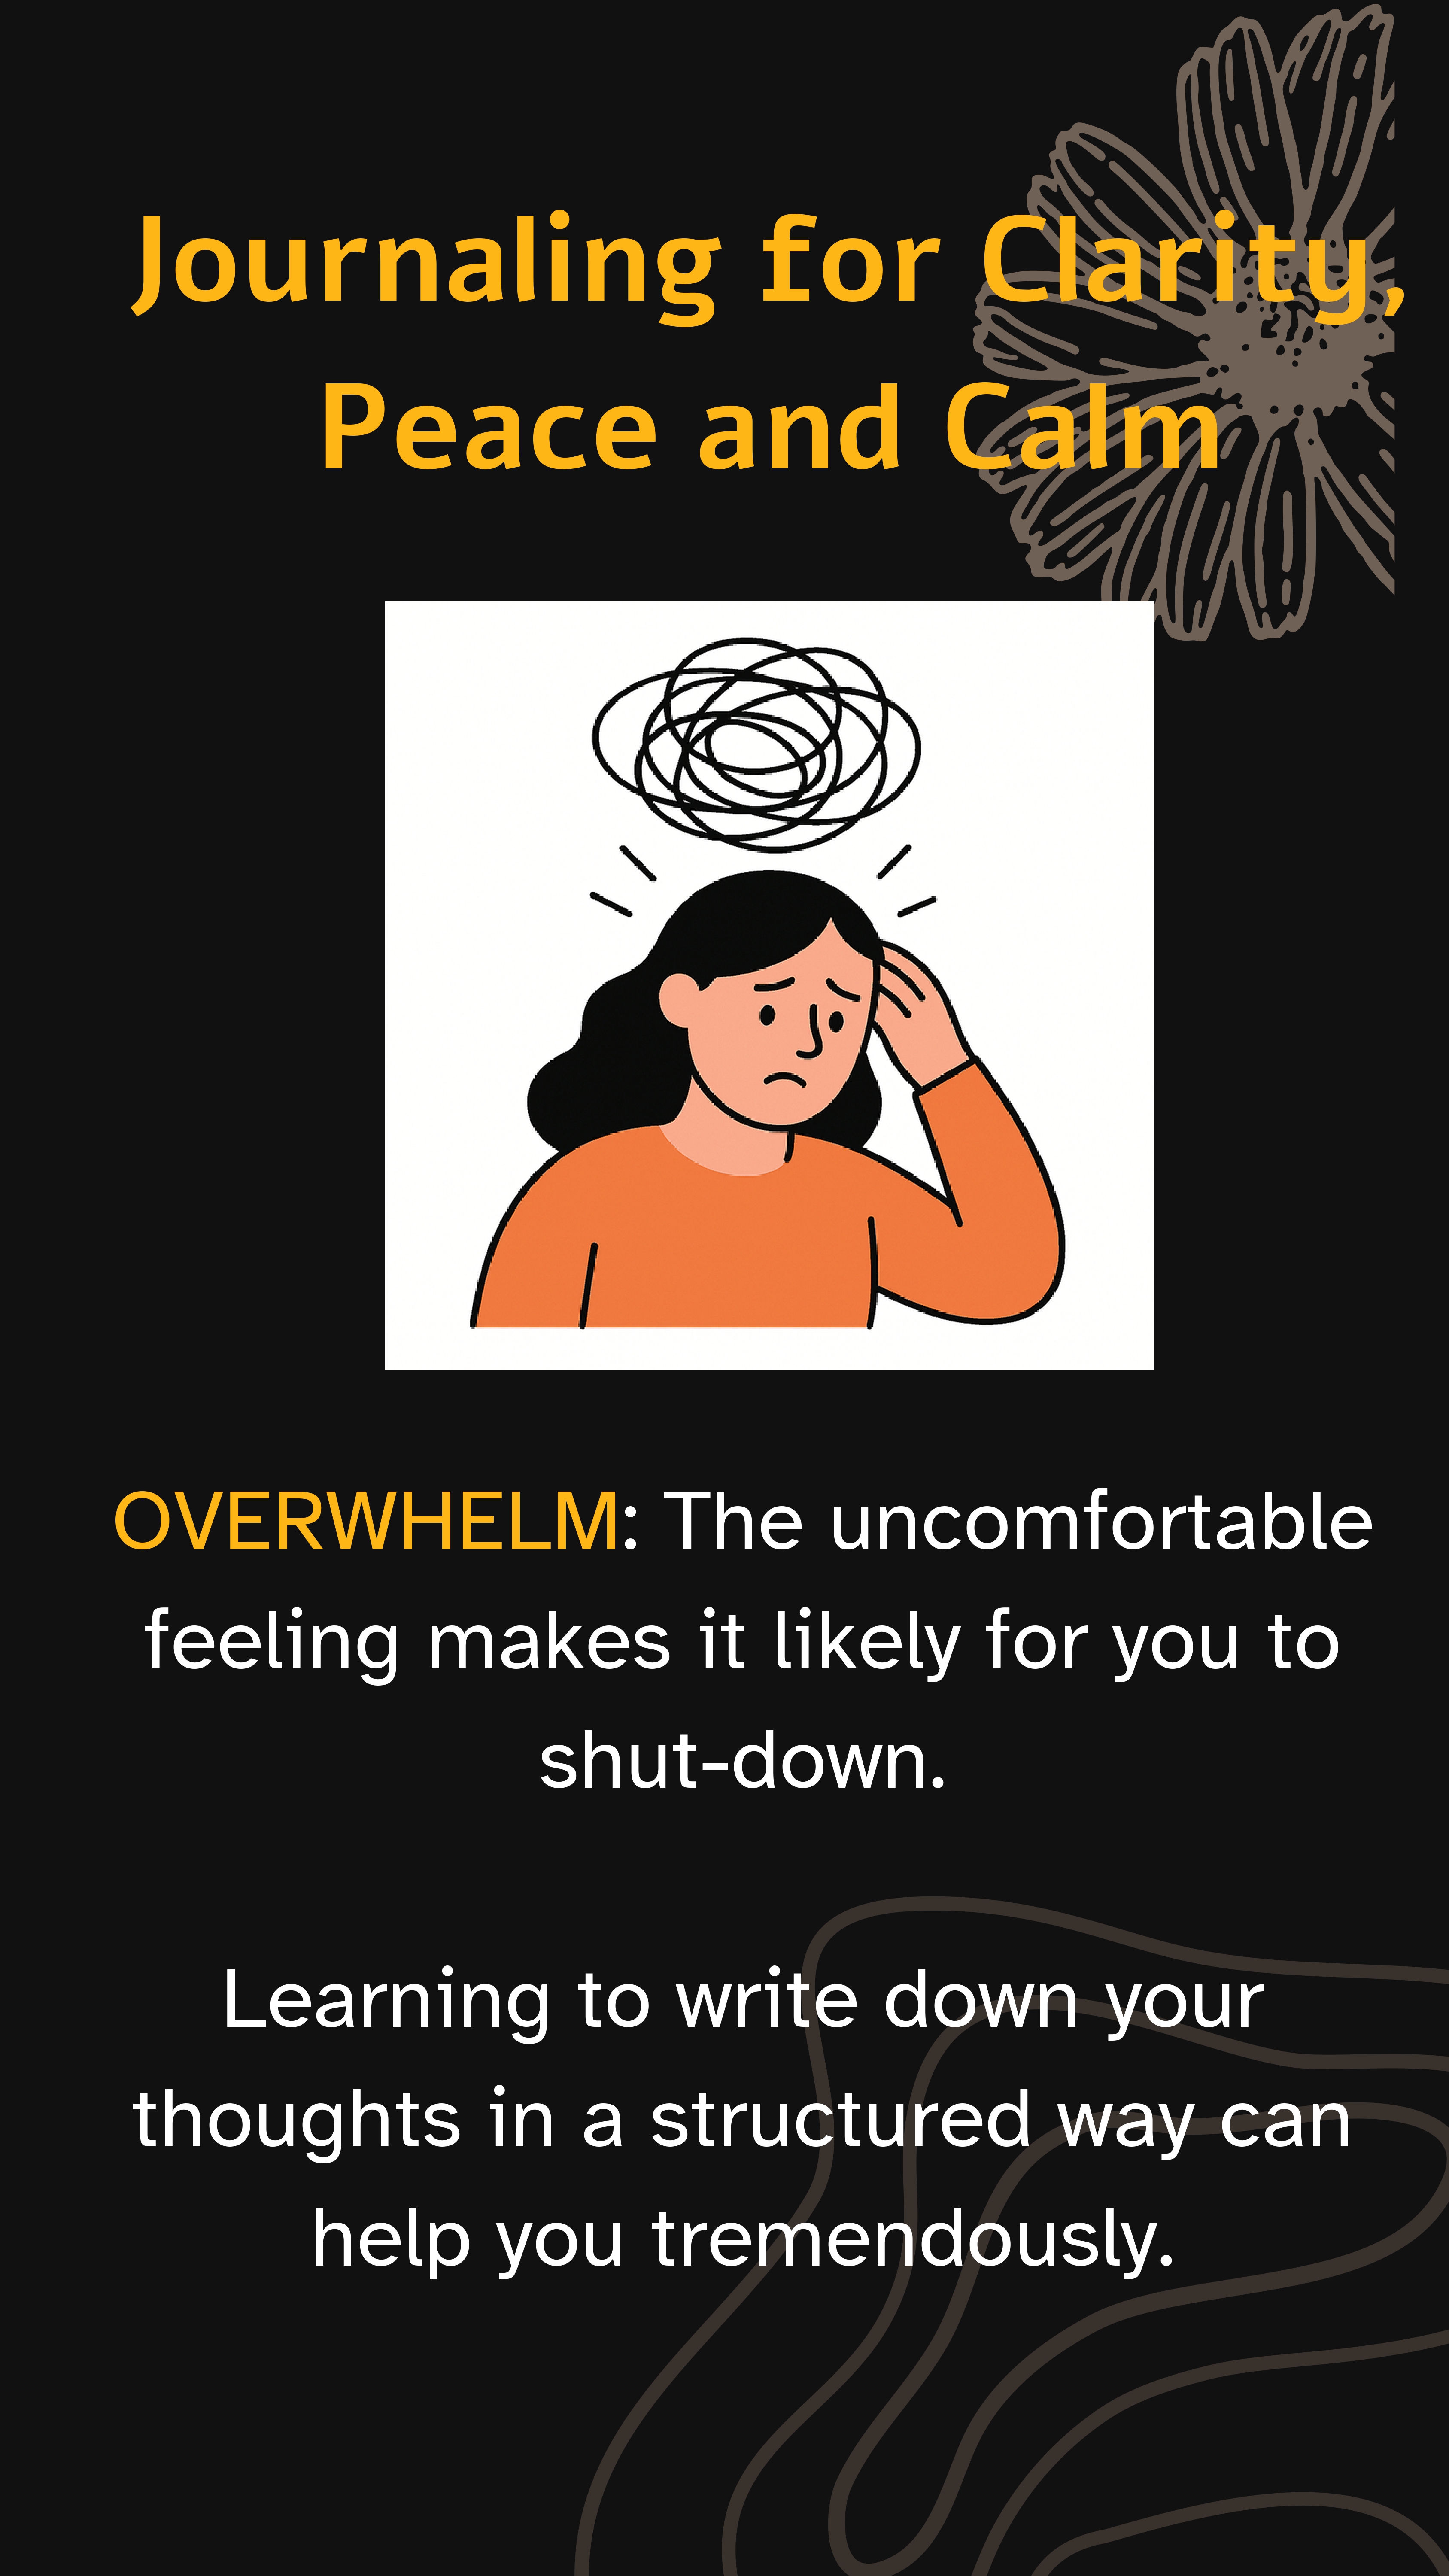 Journaling for Clarity,
Peace and Calm
OVERWHELM: The uncomfortable
feeling makes it likely for you to
shut-down.
Learning to write down your
thoughts in a structured way can
help you tremendously.